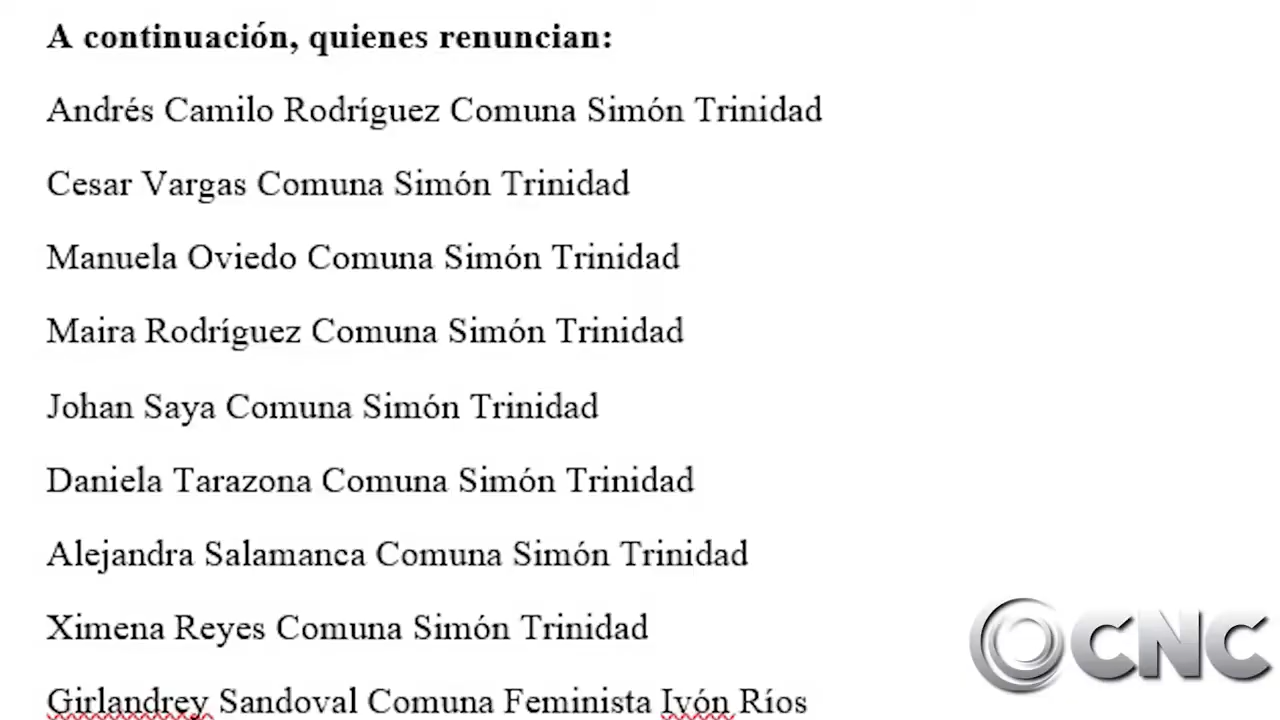 A continuación, quienes renuncian:
Andrés Camilo Rodríguez Comuna Simón Trinidad
Cesar Vargas Comuna Simón Trinidad
Manuela Oviedo Comuna Simón Trinidad
Maira Rodríguez Comuna Simón Trinidad
Johan Saya Comuna Simón Trinidad
Daniela Tarazona Comuna Simón Trinidad
Alejandra Salamanca Comuna Simón Trinidad
Ximena Reyes Comuna Simón Trinidad
CNC
Girlandrey Sandoval Comuna Feminista Ivón Ríos